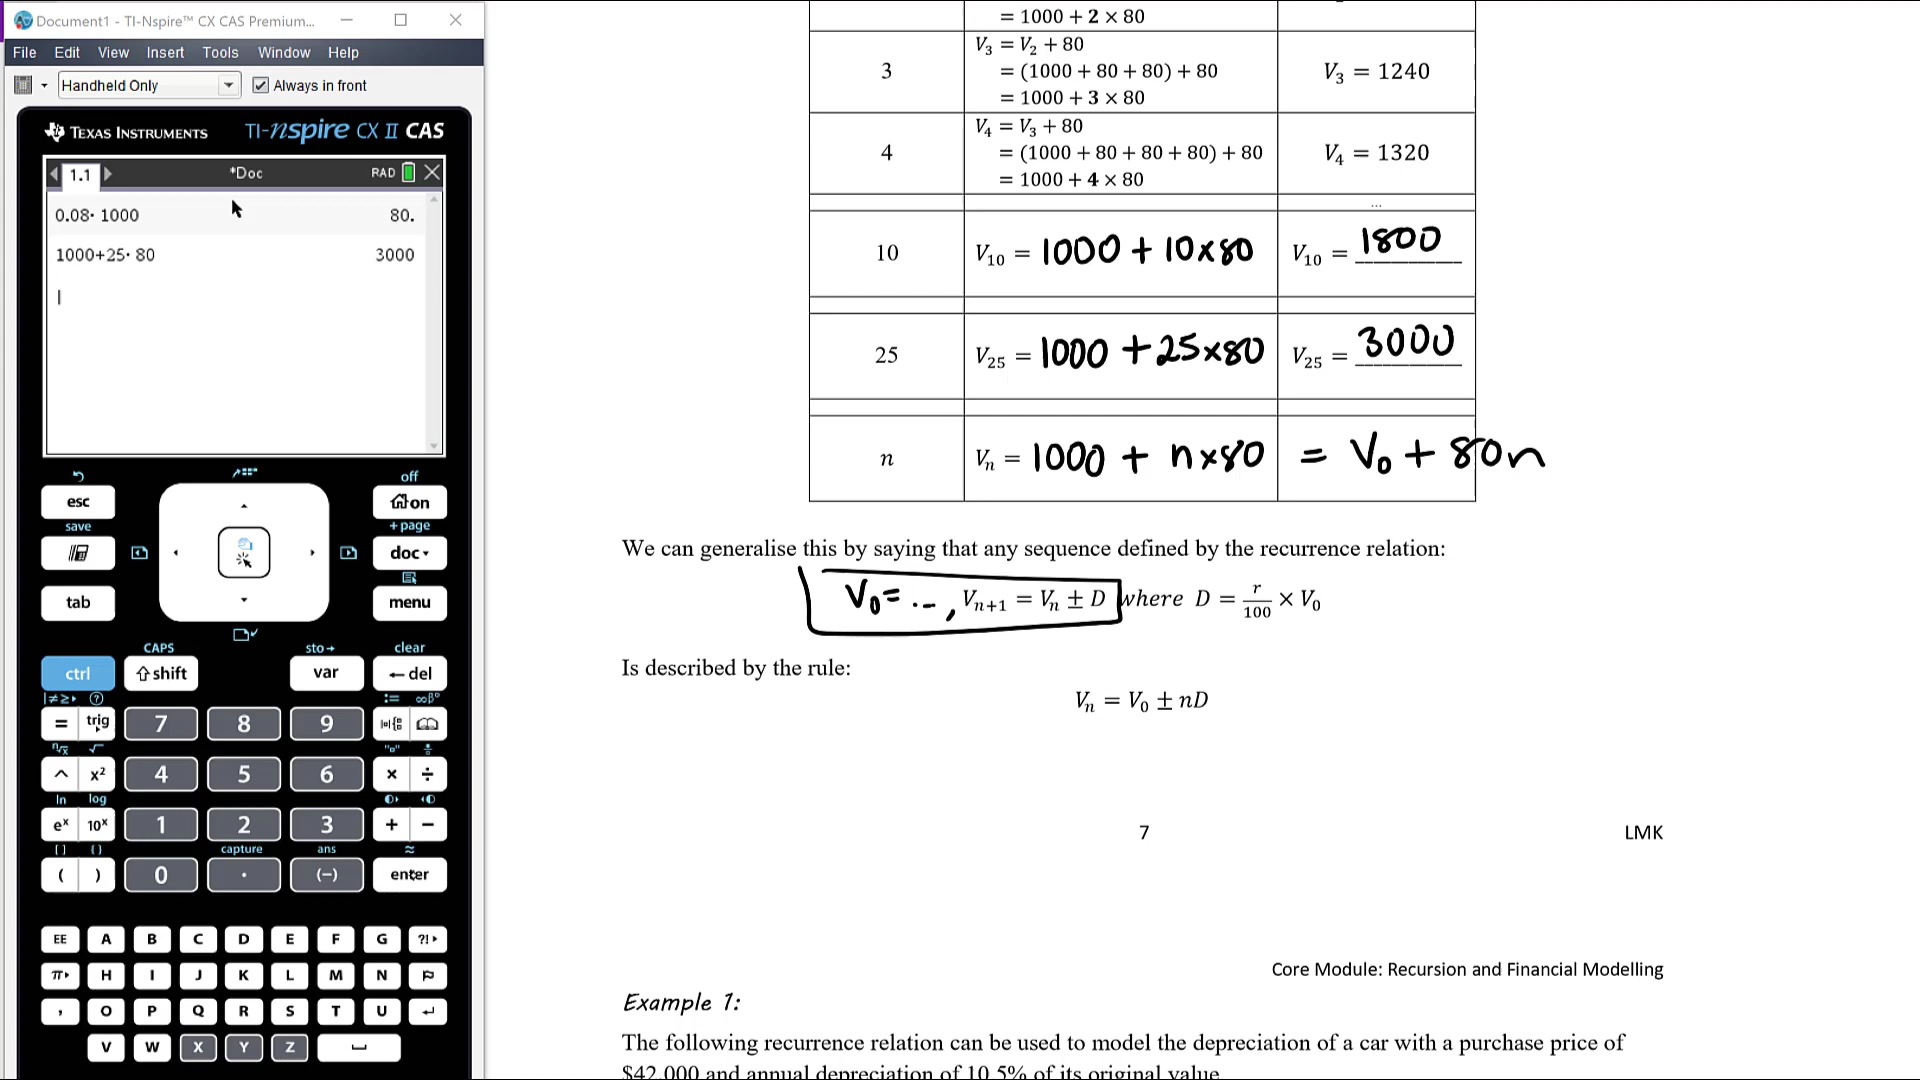 Document1 - TI-Nspire™ CX CAS Premium...
File Edit View Insert Tools Window Help
Handheld Only
Always in front
TEXAS INSTRUMENTS TI-nspire CX II CAS
1.1 *Doc RAD
0.08· 1000 80.
1000+25· 80 3000
off
esc on
save + page
doc
tab menu
CAPS sto→ clear
ctrl shift var ←del
= trig 7 8 9
^ x² 4 5 6 × ÷
ln log
eˣ 10ˣ 1 2 3 + −
[ ] { } capture ans ≈
( ) 0 . (−) enter
EE A B C D E F G ?!▸
π▸ H I J K L M N
, O P Q R S T U
V W X Y Z
= 1000 + 2 × 80
3
V₃ = V₂ + 80
= (1000 + 80 + 80) + 80
= 1000 + 3 × 80
V₃ = 1240
4
V₄ = V₃ + 80
= (1000 + 80 + 80 + 80) + 80
= 1000 + 4 × 80
V₄ = 1320
...
10 V₁₀ = 1000 + 10×80 V₁₀ = 1800
25 V₂₅ = 1000 + 25×80 V₂₅ = 3000
n Vₙ = 1000 + n×80 = V₀ + 80n
We can generalise this by saying that any sequence defined by the recurrence relation:
V₀ = ..., Vₙ₊₁ = Vₙ ± D where D = r/100 × V₀
Is described by the rule:
Vₙ = V₀ ± nD
7 LMK
Core Module: Recursion and Financial Modelling
Example 1:
The following recurrence relation can be used to model the depreciation of a car with a purchase price of
$42,000 and annual depreciation of 10.5% of its original value